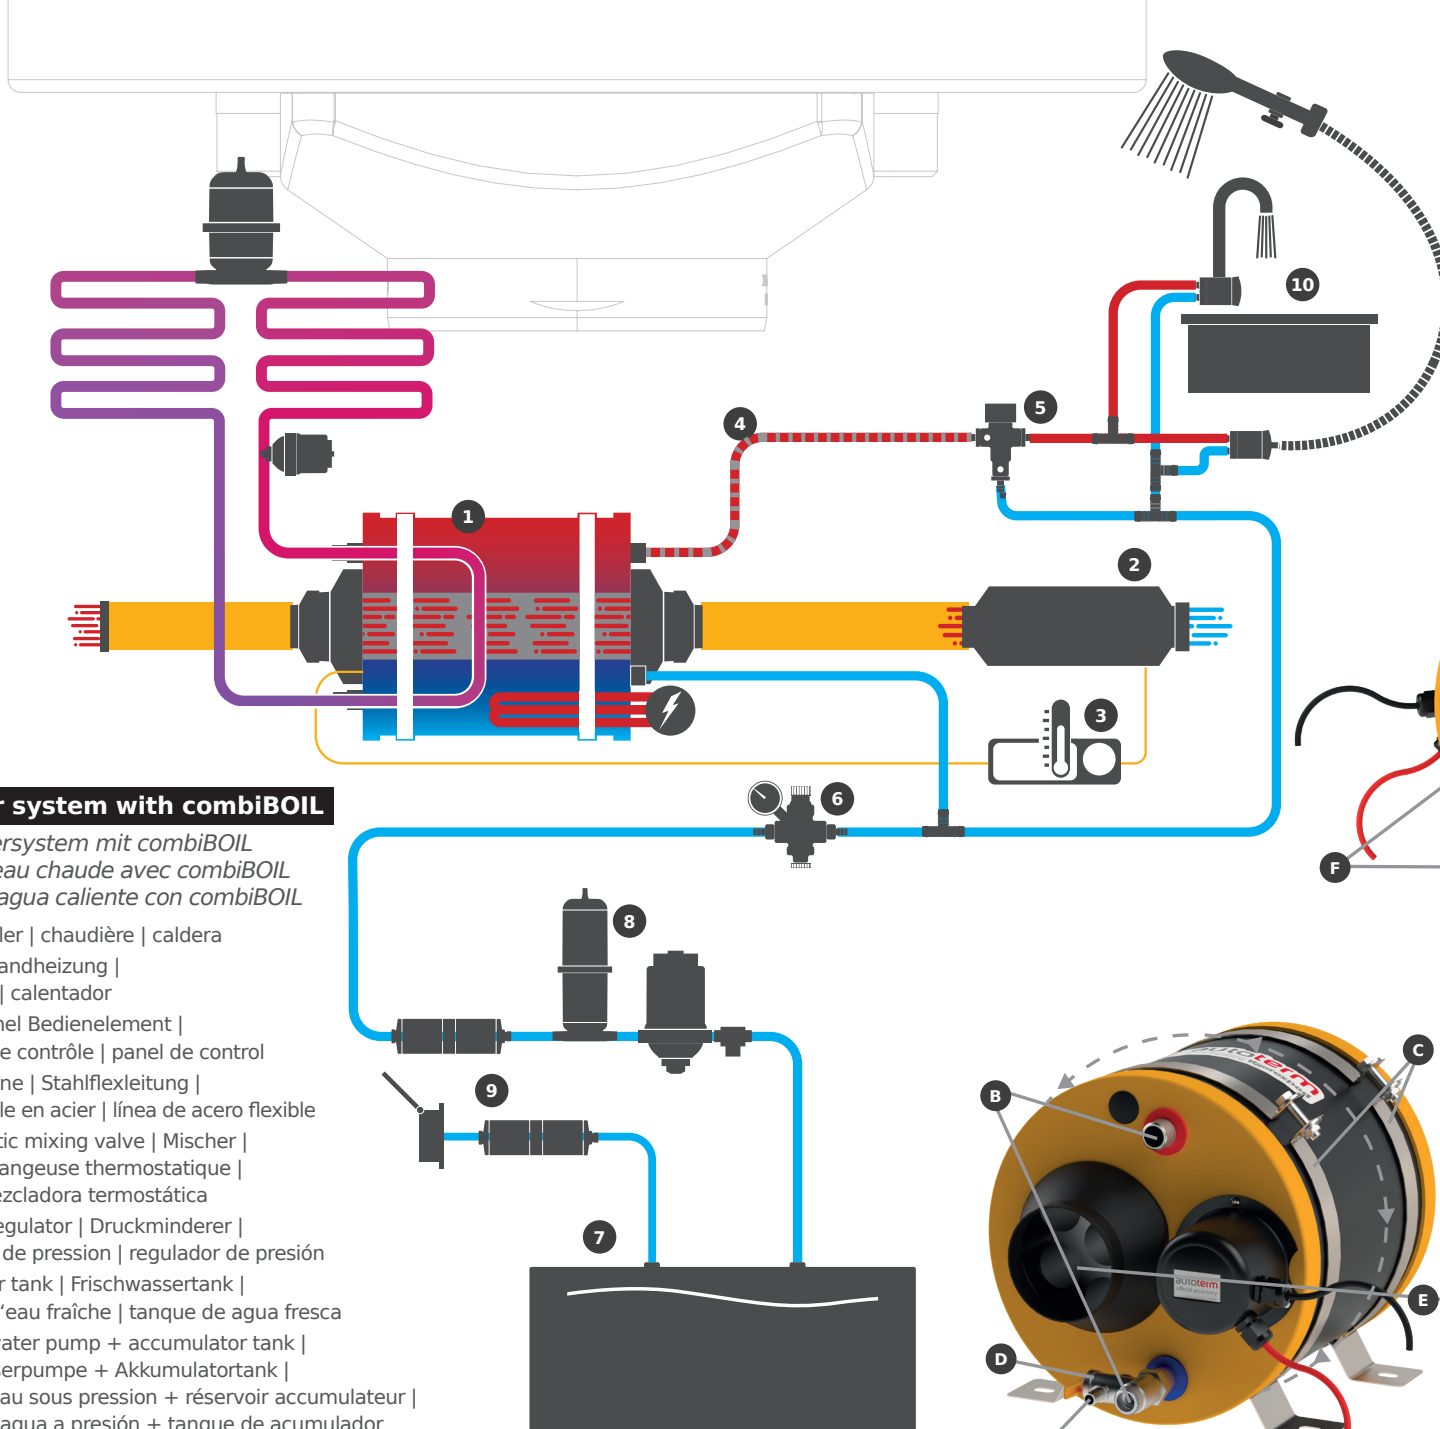 10
5
4
1
2
3
r system with combiBOIL
6
ersystem mit combiBOIL
eau chaude avec combiBOIL
agua caliente con combiBOIL
F
8
ler | chaudière | caldera
andheizung |
| calentador
nel Bedienelement |
e contrôle | panel de control
ne | Stahlflexleitung |
le en acier | línea de acero flexible
tic mixing valve | Mischer |
angeuse thermostatique |
ezcladora termostática
egulator | Druckminderer |
de pression | regulador de presión
r tank | Frischwassertank |
'eau fraîche | tanque de agua fresca
vater pump + accumulator tank |
serpumpe + Akkumulatortank |
au sous pression + réservoir accumulateur |
agua a presión + tanque de acumulador
9
7
C
B
autoterm
autoterm
official accessory
E
D